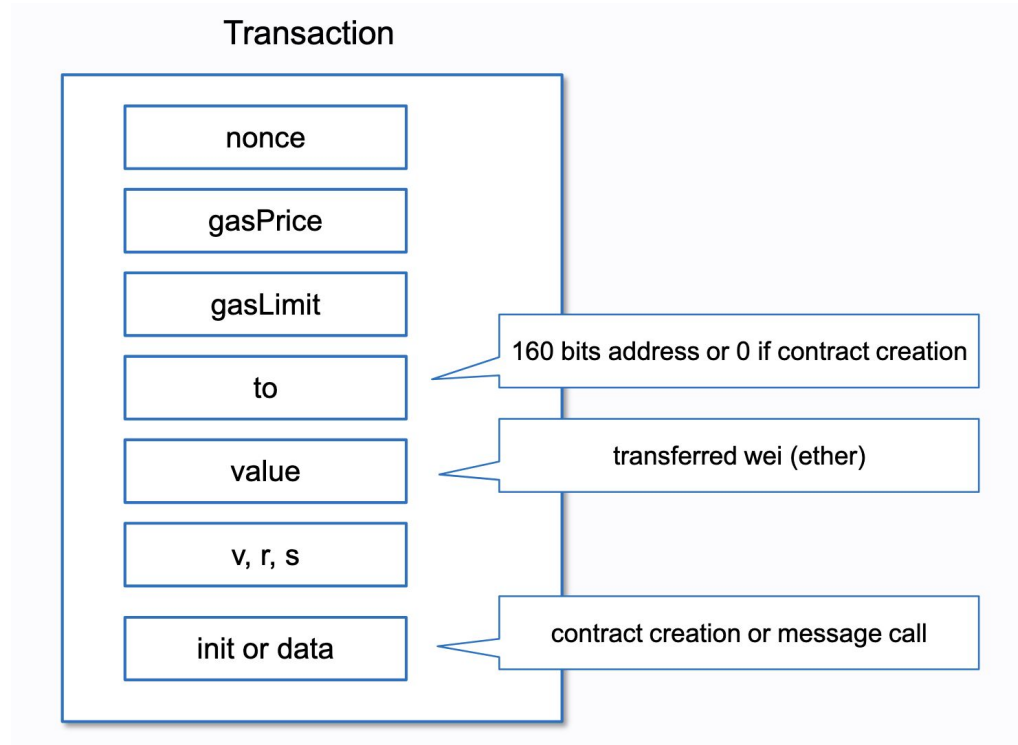 Transaction
nonce
gasPrice
gasLimit
160 bits address or 0 if contract creation
to
transferred wei (ether)
value
v, r, s
contract creation or message call
init or data